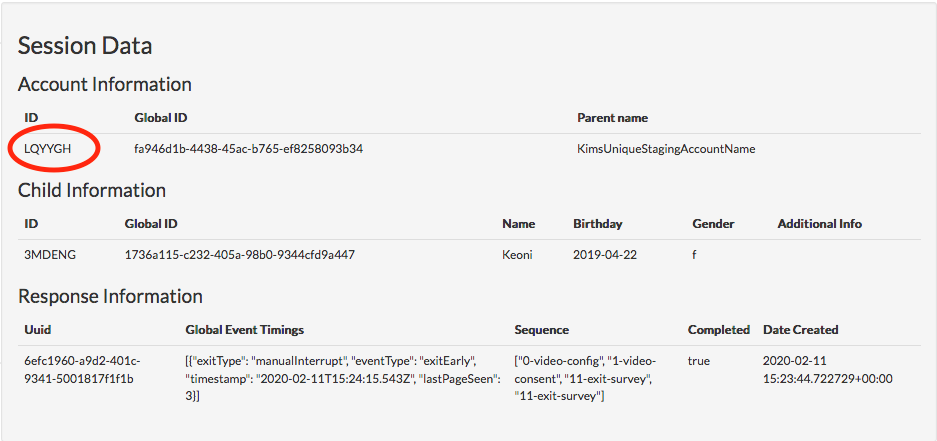 Session Data
Account Information
ID Global ID Parent name
LQYYGH fa946d1b-4438-45ac-b765-ef8258093b34 KimsUniqueStagingAccountName
Child Information
ID Global ID Name Birthday Gender Additional Info
3MDENG 1736a115-c232-405a-98b0-9344cfd9a447 Keoni 2019-04-22 f
Response Information
Uuid Global Event Timings Sequence Completed Date Created
6efc1960-a9d2-401c- [{"exitType": "manualInterrupt", "eventType": "exitEarly", ["0-video-config", "1-video- true 2020-02-11
9341-5001817f1f1b "timestamp": "2020-02-11T15:24:15.543Z", "lastPageSeen": consent", "11-exit-survey", 15:23:44.722729+00:00
3}] "11-exit-survey"]